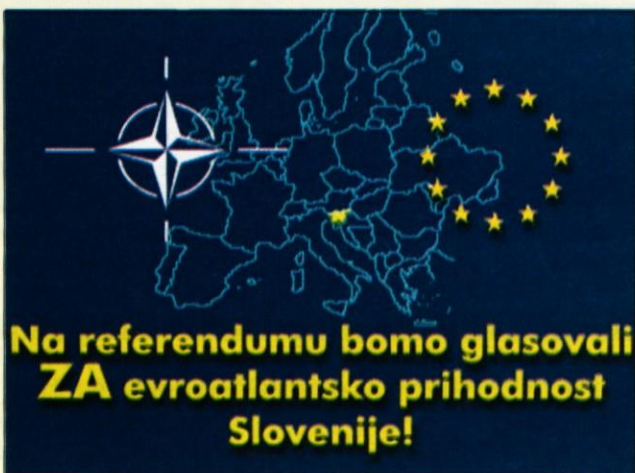 Na referendumu bomo glasovali
ZA evroatlantsko prihodnost
Slovenije!